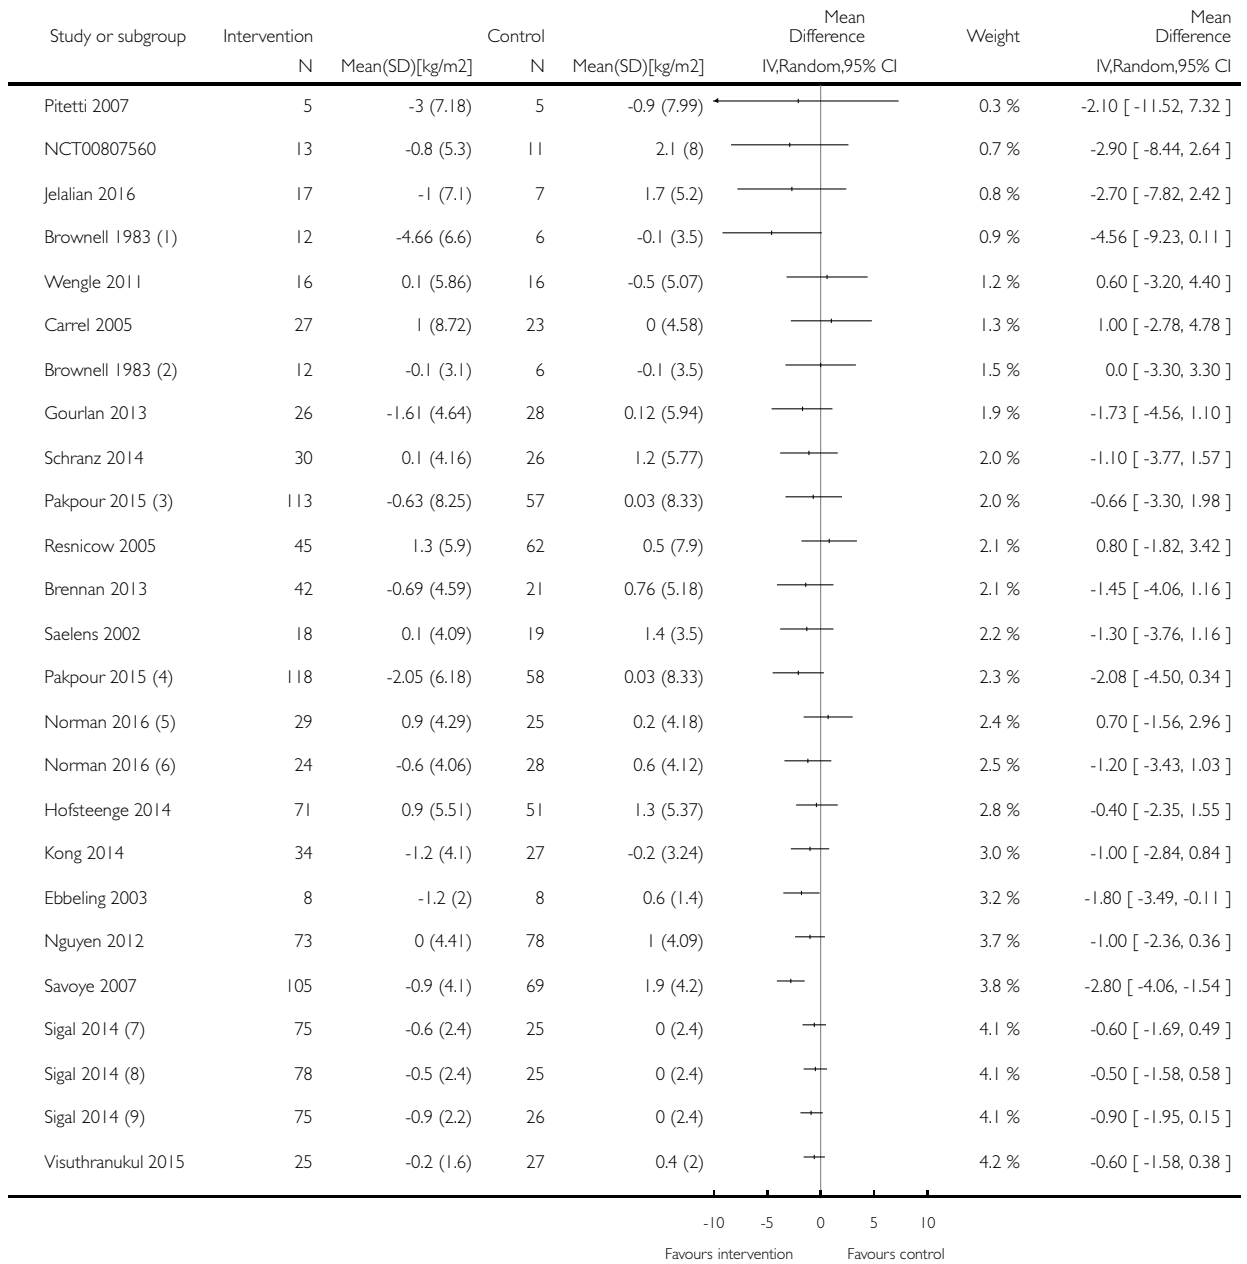 Mean Mean
Study or subgroup Intervention Control Difference Weight Difference
N Mean(SD)[kg/m2] N Mean(SD)[kg/m2] IV,Random,95% CI IV,Random,95% CI
Pitetti 2007 5 -3 (7.18) 5 -0.9 (7.99) 0.3 % -2.10 [ -11.52, 7.32 ]
NCT00807560 13 -0.8 (5.3) 11 2.1 (8) 0.7 % -2.90 [ -8.44, 2.64 ]
Jelalian 2016 17 -1 (7.1) 7 1.7 (5.2) 0.8 % -2.70 [ -7.82, 2.42 ]
Brownell 1983 (1) 12 -4.66 (6.6) 6 -0.1 (3.5) 0.9 % -4.56 [ -9.23, 0.11 ]
Wengle 2011 16 0.1 (5.86) 16 -0.5 (5.07) 1.2 % 0.60 [ -3.20, 4.40 ]
Carrel 2005 27 1 (8.72) 23 0 (4.58) 1.3 % 1.00 [ -2.78, 4.78 ]
Brownell 1983 (2) 12 -0.1 (3.1) 6 -0.1 (3.5) 1.5 % 0.0 [ -3.30, 3.30 ]
Gourlan 2013 26 -1.61 (4.64) 28 0.12 (5.94) 1.9 % -1.73 [ -4.56, 1.10 ]
Schranz 2014 30 0.1 (4.16) 26 1.2 (5.77) 2.0 % -1.10 [ -3.77, 1.57 ]
Pakpour 2015 (3) 113 -0.63 (8.25) 57 0.03 (8.33) 2.0 % -0.66 [ -3.30, 1.98 ]
Resnicow 2005 45 1.3 (5.9) 62 0.5 (7.9) 2.1 % 0.80 [ -1.82, 3.42 ]
Brennan 2013 42 -0.69 (4.59) 21 0.76 (5.18) 2.1 % -1.45 [ -4.06, 1.16 ]
Saelens 2002 18 0.1 (4.09) 19 1.4 (3.5) 2.2 % -1.30 [ -3.76, 1.16 ]
Pakpour 2015 (4) 118 -2.05 (6.18) 58 0.03 (8.33) 2.3 % -2.08 [ -4.50, 0.34 ]
Norman 2016 (5) 29 0.9 (4.29) 25 0.2 (4.18) 2.4 % 0.70 [ -1.56, 2.96 ]
Norman 2016 (6) 24 -0.6 (4.06) 28 0.6 (4.12) 2.5 % -1.20 [ -3.43, 1.03 ]
Hofsteenge 2014 71 0.9 (5.51) 51 1.3 (5.37) 2.8 % -0.40 [ -2.35, 1.55 ]
Kong 2014 34 -1.2 (4.1) 27 -0.2 (3.24) 3.0 % -1.00 [ -2.84, 0.84 ]
Ebbeling 2003 8 -1.2 (2) 8 0.6 (1.4) 3.2 % -1.80 [ -3.49, -0.11 ]
Nguyen 2012 73 0 (4.41) 78 1 (4.09) 3.7 % -1.00 [ -2.36, 0.36 ]
Savoye 2007 105 -0.9 (4.1) 69 1.9 (4.2) 3.8 % -2.80 [ -4.06, -1.54 ]
Sigal 2014 (7) 75 -0.6 (2.4) 25 0 (2.4) 4.1 % -0.60 [ -1.69, 0.49 ]
Sigal 2014 (8) 78 -0.5 (2.4) 25 0 (2.4) 4.1 % -0.50 [ -1.58, 0.58 ]
Sigal 2014 (9) 75 -0.9 (2.2) 26 0 (2.4) 4.1 % -0.90 [ -1.95, 0.15 ]
Visuthranukul 2015 25 -0.2 (1.6) 27 0.4 (2) 4.2 % -0.60 [ -1.58, 0.38 ]
-10 -5 0 5 10
Favours intervention Favours control